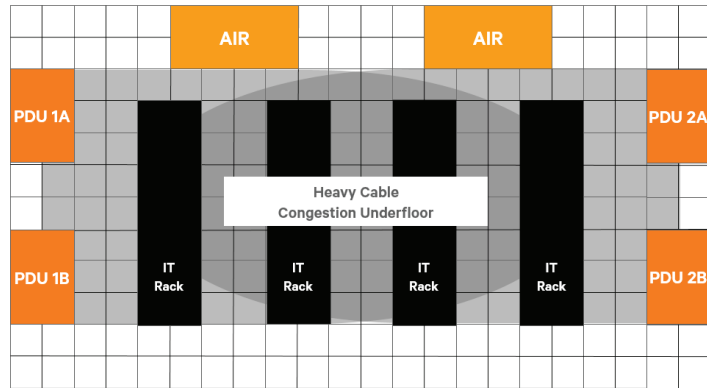 AIR
AIR
PDU 1A
PDU 2A
Heavy Cable
Congestion Underfloor
PDU 1B
IT
Rack
IT
Rack
IT
Rack
IT
Rack
PDU 2B